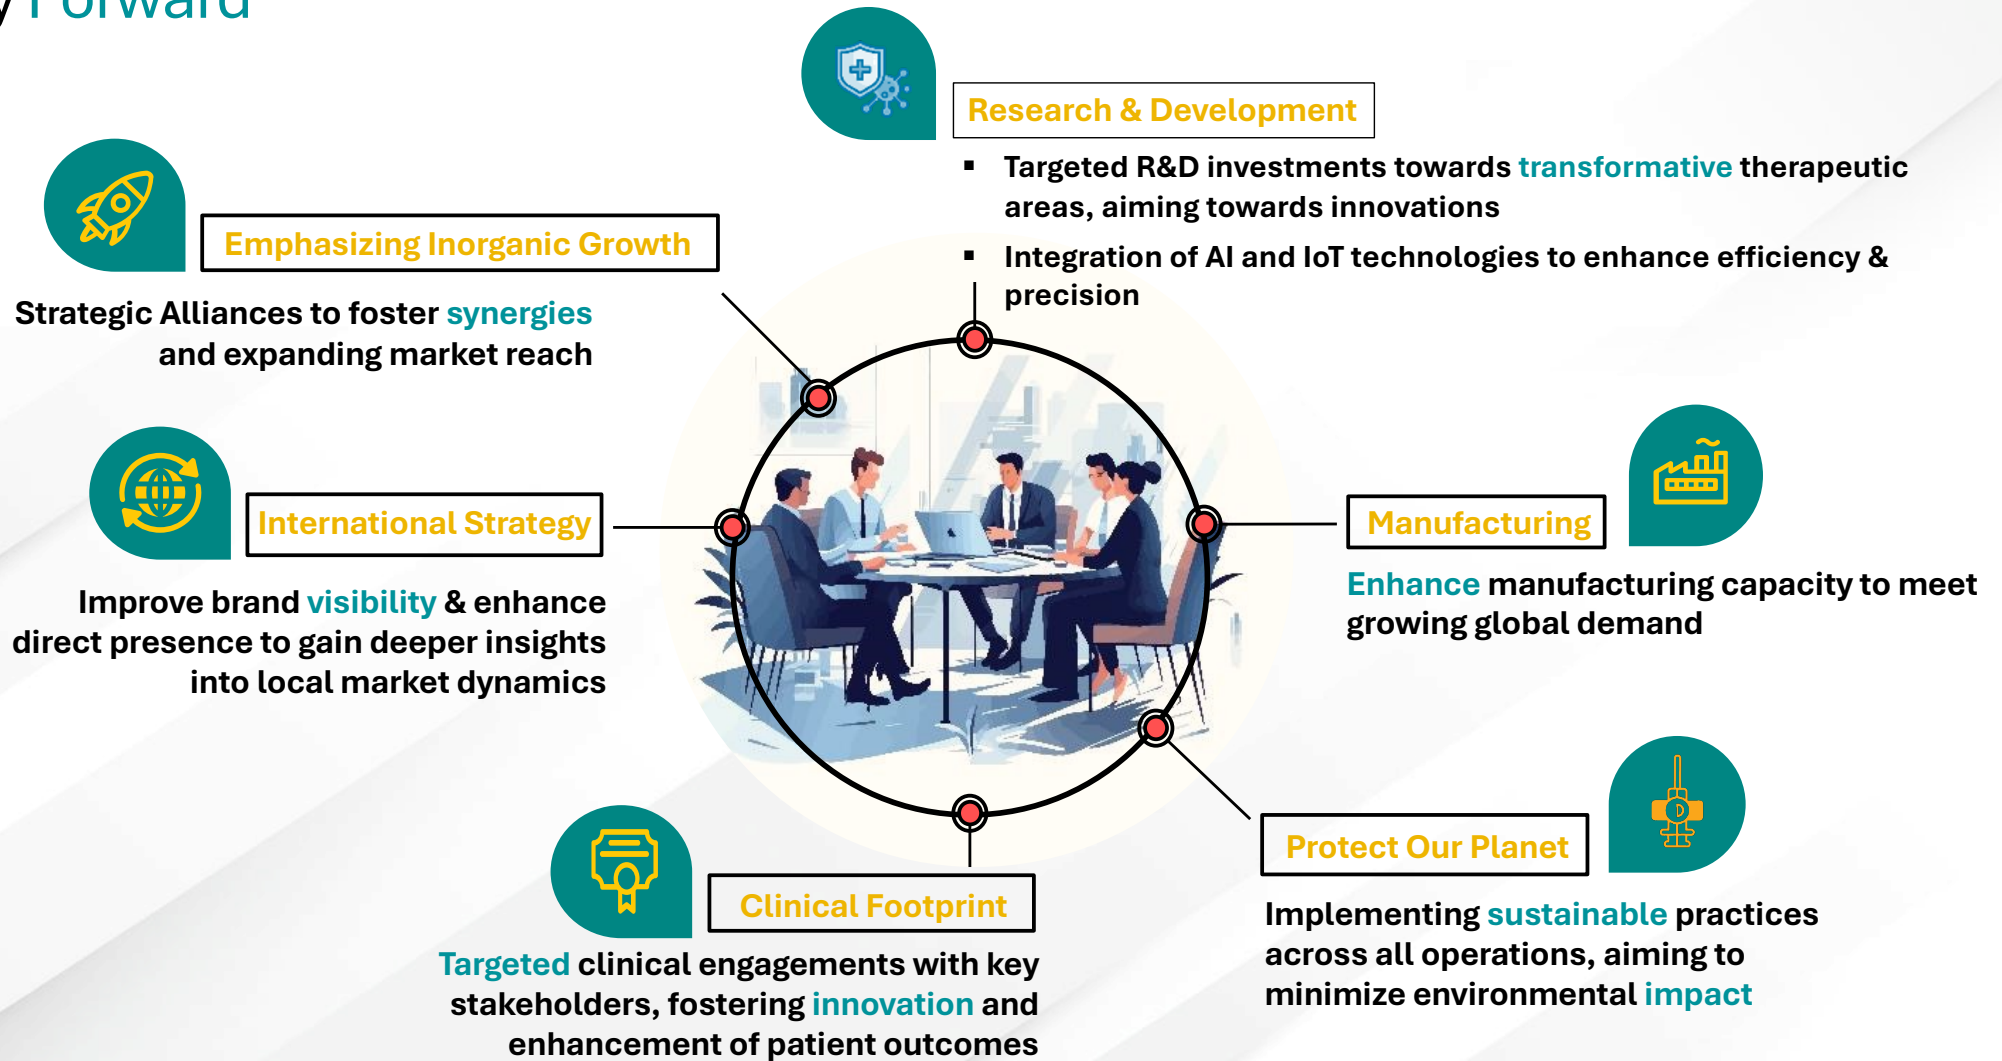 y Forward
Research & Development
▪ Targeted R&D investments towards transformative therapeutic
areas, aiming towards innovations
▪ Integration of AI and IoT technologies to enhance efficiency &
precision
Emphasizing Inorganic Growth
Strategic Alliances to foster synergies
and expanding market reach
International Strategy
Improve brand visibility & enhance
direct presence to gain deeper insights
into local market dynamics
Manufacturing
Enhance manufacturing capacity to meet
growing global demand
Protect Our Planet
Implementing sustainable practices
across all operations, aiming to
minimize environmental impact
Clinical Footprint
Targeted clinical engagements with key
stakeholders, fostering innovation and
enhancement of patient outcomes